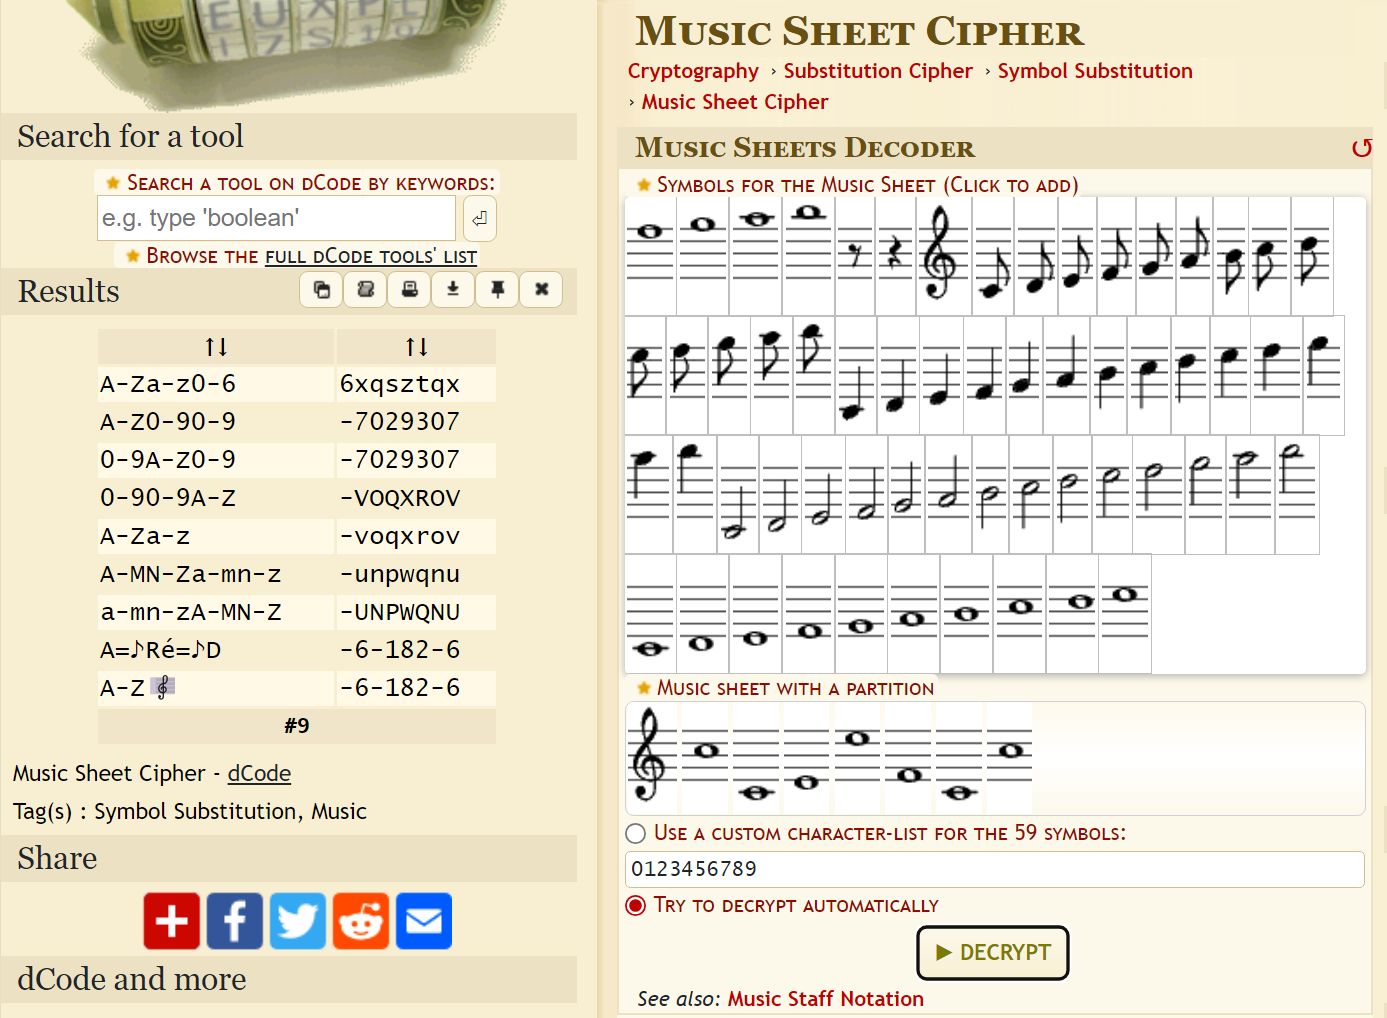 EUXPL
Search for a tool
★ Search a tool on dCode by keywords:
e.g. type 'boolean'
★ Browse the full dCode tools' list
Results
↑↓ ↑↓
A-Za-z0-6 6xqsztqx
A-Z0-90-9 -7029307
0-9A-Z0-9 -7029307
0-90-9A-Z -VOQXROV
A-Za-z -voqxrov
A-MN-Za-mn-z -unpwqnu
a-mn-zA-MN-Z -UNPWQNU
A=♪Ré=♪D -6-182-6
A-Z -6-182-6
#9
Music Sheet Cipher - dCode
Tag(s) : Symbol Substitution, Music
Share
dCode and more
Music Sheet Cipher
Cryptography › Substitution Cipher › Symbol Substitution
› Music Sheet Cipher
Music Sheets Decoder
★ Symbols for the Music Sheet (Click to add)
★ Music sheet with a partition
Use a custom character-list for the 59 symbols:
0123456789
Try to decrypt automatically
▶ DECRYPT
See also: Music Staff Notation